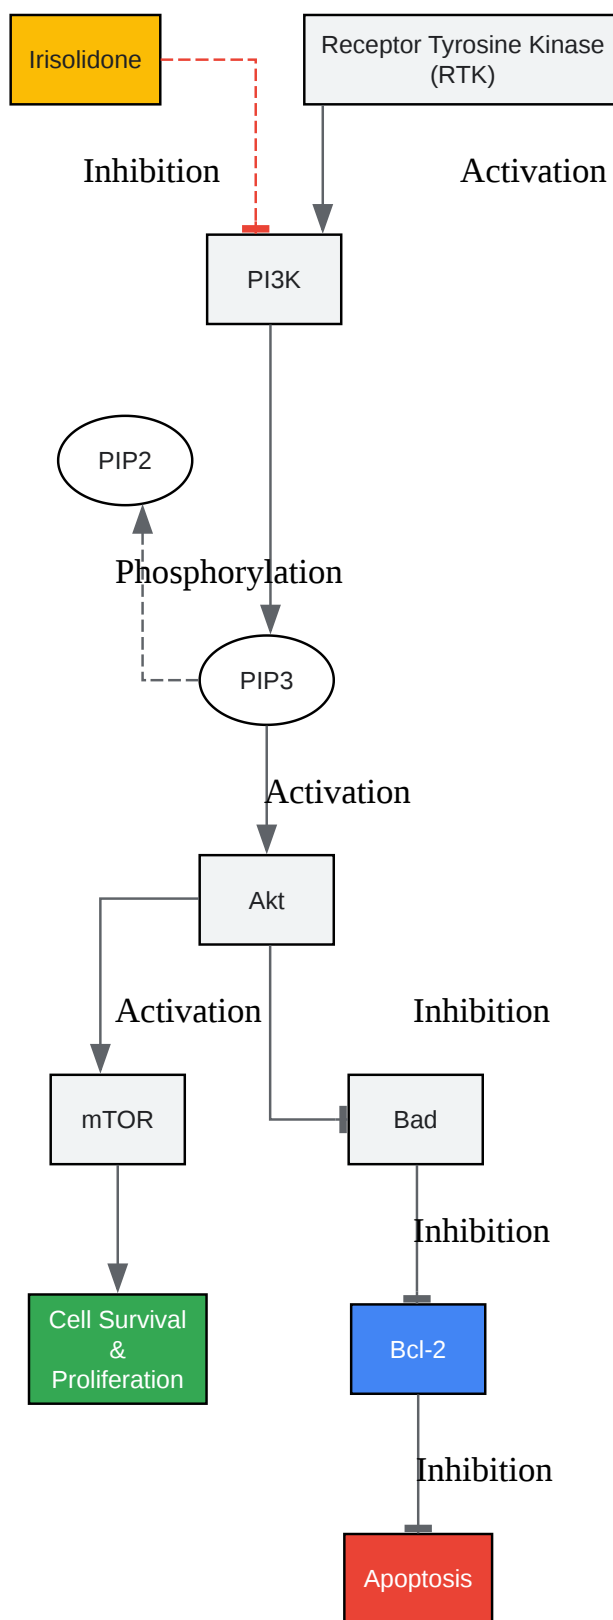 Irisolidone
Receptor Tyrosine Kinase
(RTK)
Inhibition
Activation
PI3K
PIP2
Phosphorylation
PIP3
Activation
Akt
Activation
Inhibition
mTOR
Bad
Inhibition
Cell Survival
&
Proliferation
Bcl-2
Inhibition
Apoptosis